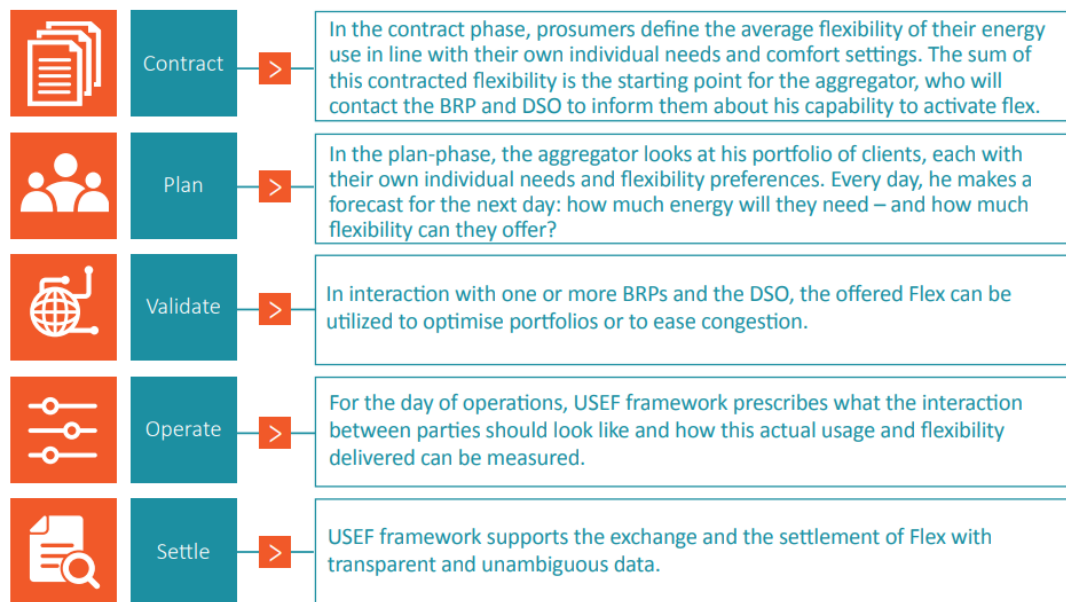 Contract
>
In the contract phase, prosumers define the average flexibility of their energy
use in line with their own individual needs and comfort settings. The sum of
this contracted flexibility is the starting point for the aggregator, who will
contact the BRP and DSO to inform them about his capability to activate flex.
Plan
>
In the plan-phase, the aggregator looks at his portfolio of clients, each with
their own individual needs and flexibility preferences. Every day, he makes a
forecast for the next day: how much energy will they need – and how much
flexibility can they offer?
Validate
>
In interaction with one or more BRPs and the DSO, the offered Flex can be
utilized to optimise portfolios or to ease congestion.
Operate
>
For the day of operations, USEF framework prescribes what the interaction
between parties should look like and how this actual usage and flexibility
delivered can be measured.
Settle
>
USEF framework supports the exchange and the settlement of Flex with
transparent and unambiguous data.